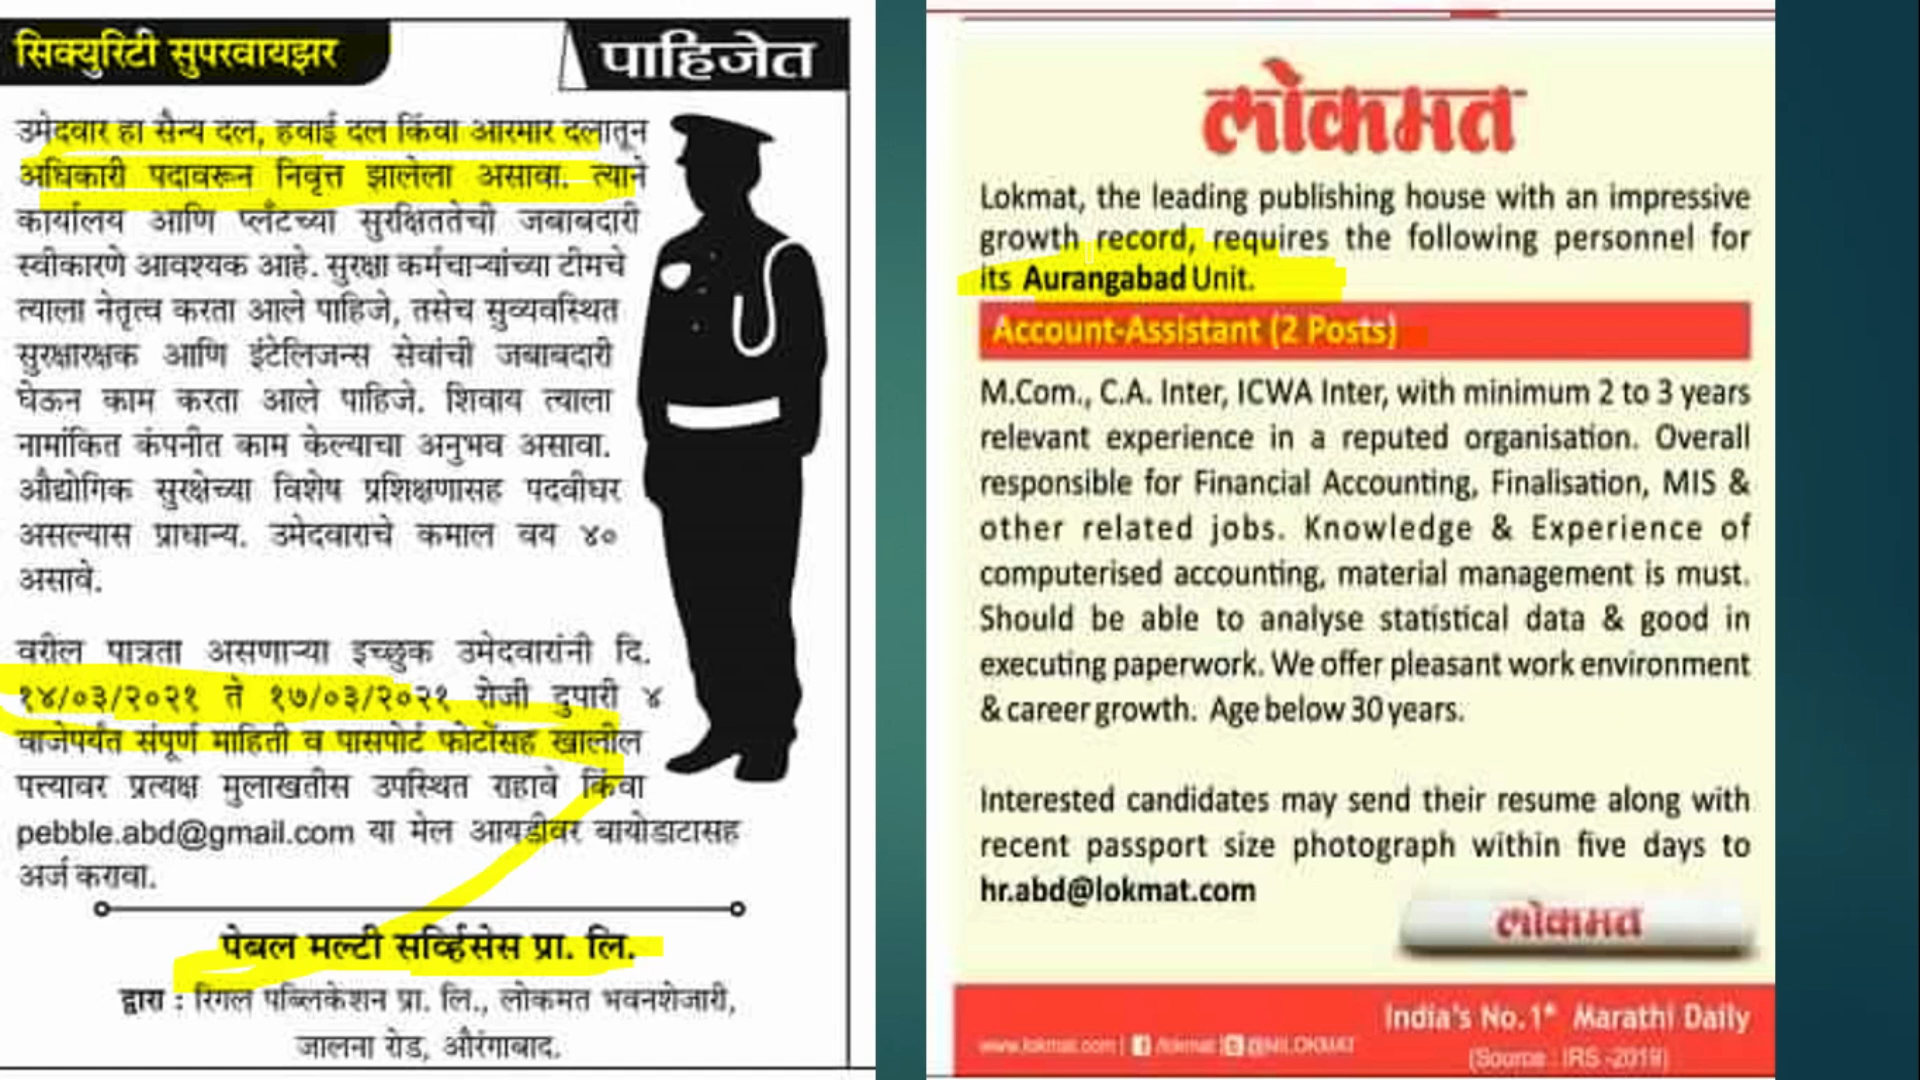 सिक्युरिटी सुपरवायझर
पाहिजेत
उमेदवार हा सैन्य दल, हवाई दल किंवा आरमार दलातून
अधिकारी पदावरून निवृत्त झालेला असावा. त्याने
कार्यालय आणि प्लँटच्या सुरक्षिततेची जबाबदारी
स्वीकारणे आवश्यक आहे. सुरक्षा कर्मचाऱ्यांच्या टीमचे
त्याला नेतृत्व करता आले पाहिजे, तसेच सुव्यवस्थित
सुरक्षारक्षक आणि इंटेलिजन्स सेवांची जबाबदारी
घेऊन काम करता आले पाहिजे. शिवाय त्याला
नामांकित कंपनीत काम केल्याचा अनुभव असावा.
औद्योगिक सुरक्षेच्या विशेष प्रशिक्षणासह पदवीधर
असल्यास प्राधान्य. उमेदवाराचे कमाल वय ४०
असावे.
वरील पात्रता असणाऱ्या इच्छुक उमेदवारांनी दि.
१४/०३/२०२१ ते १७/०३/२०२१ रोजी दुपारी ४
वाजेपर्यंत संपूर्ण माहिती व पासपोर्ट फोटोंसह खालील
पत्त्यावर प्रत्यक्ष मुलाखतीस उपस्थित राहावे किंवा
pebble.abd@gmail.com या मेल आयडीवर बायोडाटासह
अर्ज करावा.
पेबल मल्टी सर्व्हिसेस प्रा. लि.
द्वारा : रिगल पब्लिकेशन प्रा. लि., लोकमत भवनशेजारी,
जालना रोड, औरंगाबाद.
लोकमत
Lokmat, the leading publishing house with an impressive
growth record, requires the following personnel for
its Aurangabad Unit.
Account-Assistant (2 Posts)
M.Com., C.A. Inter, ICWA Inter, with minimum 2 to 3 years
relevant experience in a reputed organisation. Overall
responsible for Financial Accounting, Finalisation, MIS &
other related jobs. Knowledge & Experience of
computerised accounting, material management is must.
Should be able to analyse statistical data & good in
executing paperwork. We offer pleasant work environment
& career growth. Age below 30 years.
Interested candidates may send their resume along with
recent passport size photograph within five days to
hr.abd@lokmat.com
लोकमत
India's No.1* Marathi Daily
www.lokmat.com | /lokmat | @MILOKMAT
(Source : IRS -2019)